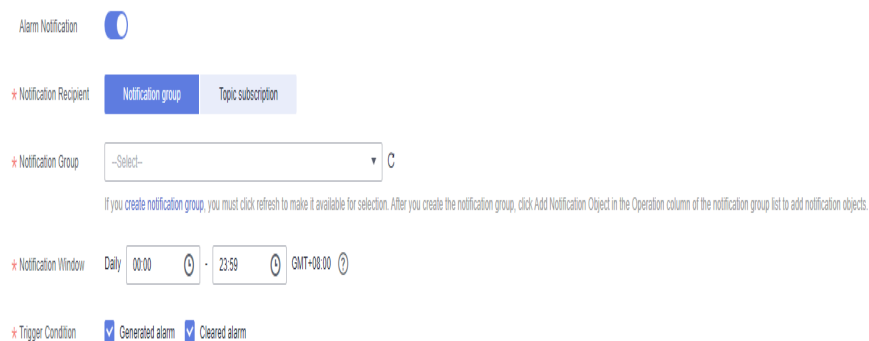 Alarm Notification
* Notification Recipient Notification group Topic subscription
* Notification Group --Select--
If you create notification group, you must click refresh to make it available for selection. After you create the notification group, click Add Notification Object in the Operation column of the notification group list to add notification objects.
* Notification Window Daily 00:00 - 23:59 GMT+08:00 ?
* Trigger Condition Generated alarm Cleared alarm